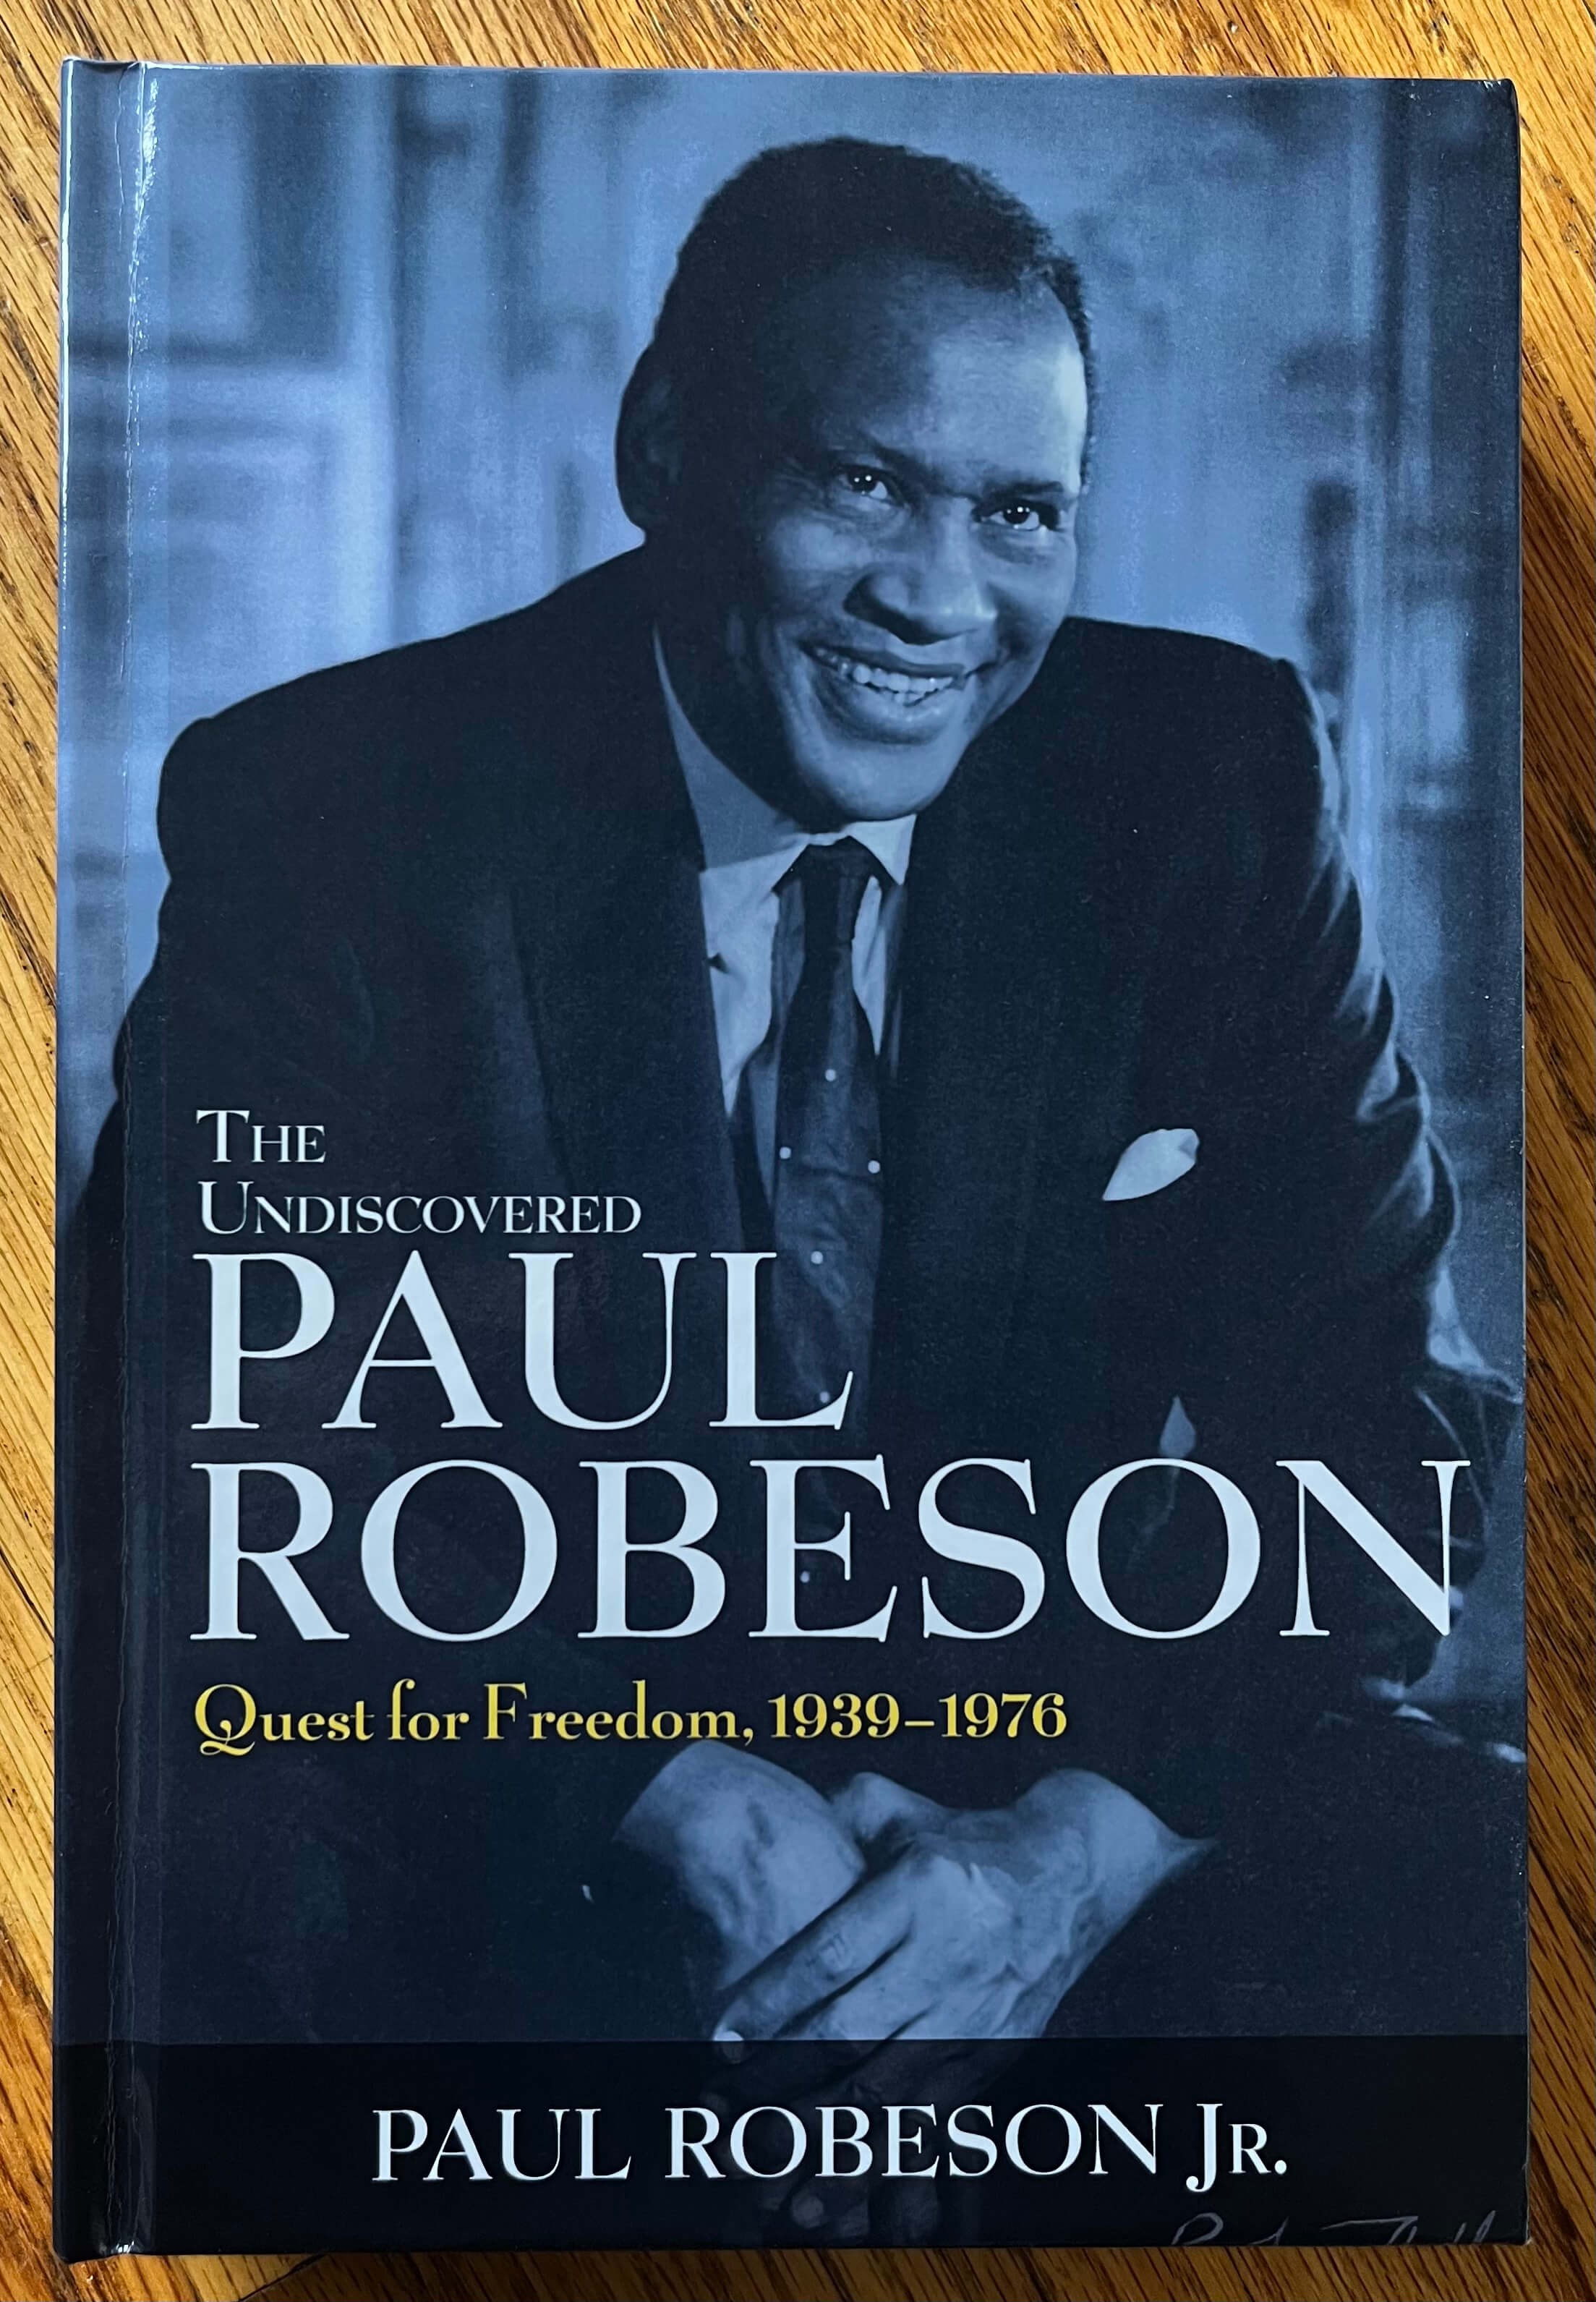 THE
UNDISCOVERED
PAUL
ROBESON
Quest for Freedom, 1939–1976
PAUL ROBESON JR.